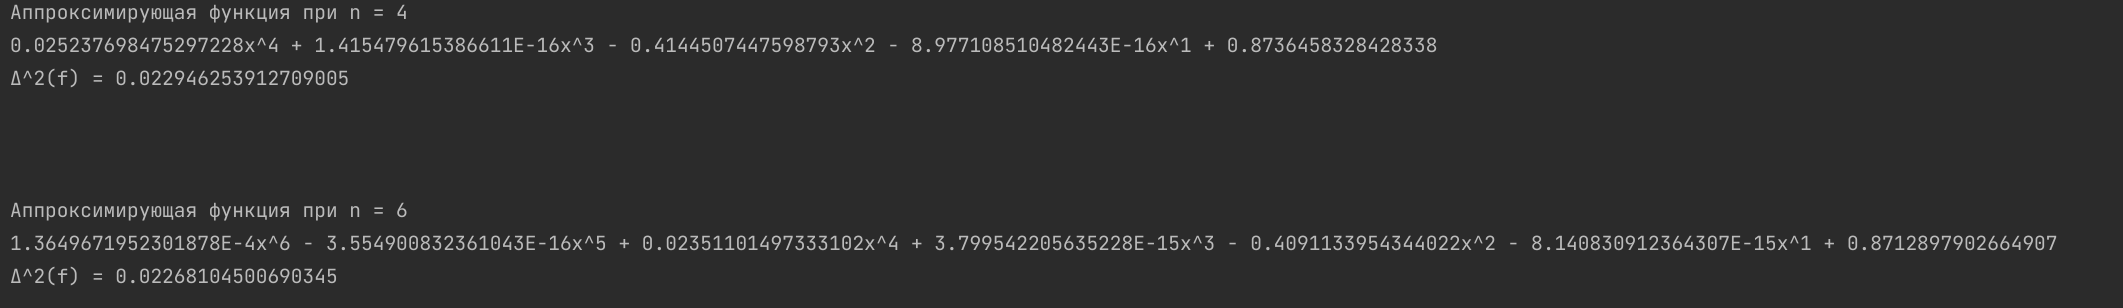 Аппроксимирующая функция при n = 4
0.025237698475297228x^4 + 1.415479615386611E-16x^3 - 0.4144507447598793x^2 - 8.977108510482443E-16x^1 + 0.8736458328428338
Δ^2(f) = 0.022946253912709005
Аппроксимирующая функция при n = 6
1.3649671952301878E-4x^6 - 3.554900832361043E-16x^5 + 0.02351101497333102x^4 + 3.799542205635228E-15x^3 - 0.4091133954344022x^2 - 8.140830912364307E-15x^1 + 0.8712897902664907
Δ^2(f) = 0.02268104500690345